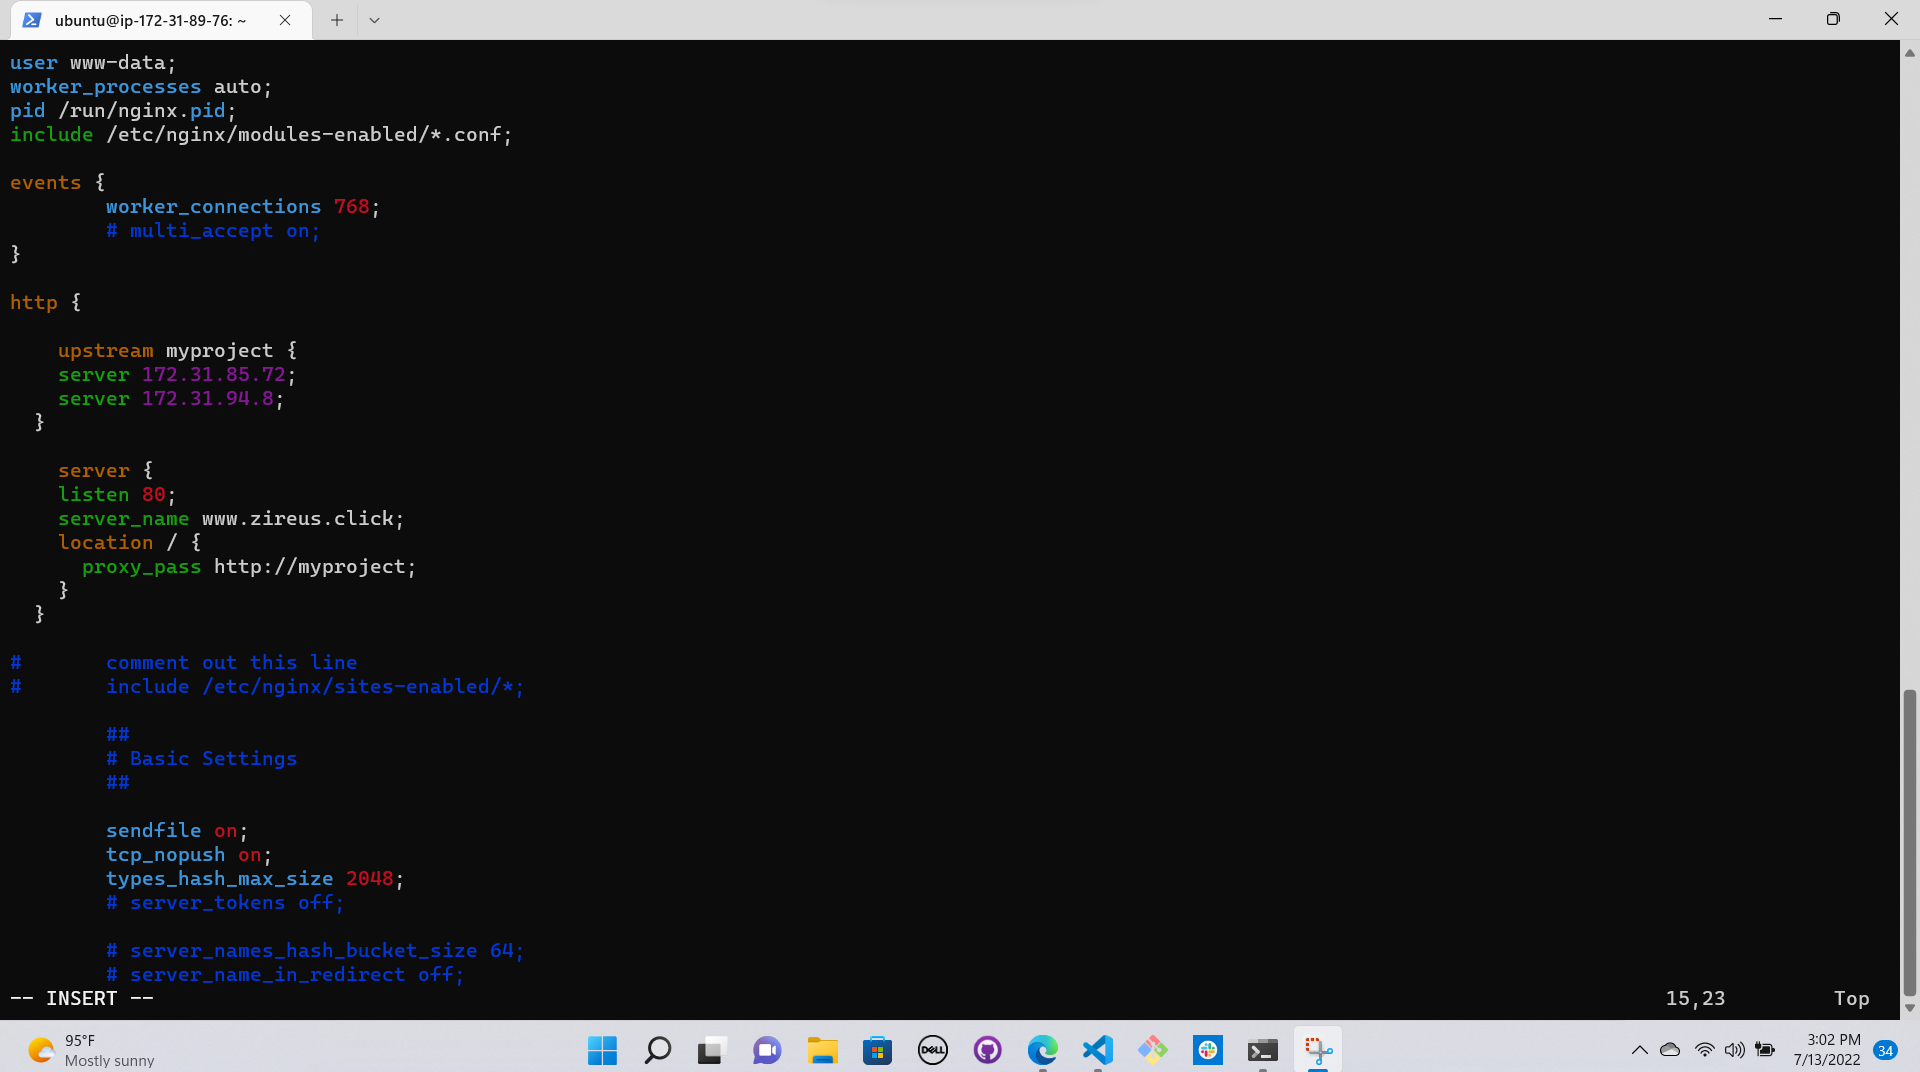 ubuntu@ip-172-31-89-76: ~
user www-data;
worker_processes auto;
pid /run/nginx.pid;
include /etc/nginx/modules-enabled/*.conf;
events {
worker_connections 768;
# multi_accept on;
}
http {
upstream myproject {
server 172.31.85.72;
server 172.31.94.8;
}
server {
listen 80;
server_name www.zireus.click;
location / {
proxy_pass http://myproject;
}
}
# comment out this line
# include /etc/nginx/sites-enabled/*;
##
# Basic Settings
##
sendfile on;
tcp_nopush on;
types_hash_max_size 2048;
# server_tokens off;
# server_names_hash_bucket_size 64;
# server_name_in_redirect off;
-- INSERT -- 15,23 Top
95°F
Mostly sunny
DELL
3:02 PM
7/13/2022
34